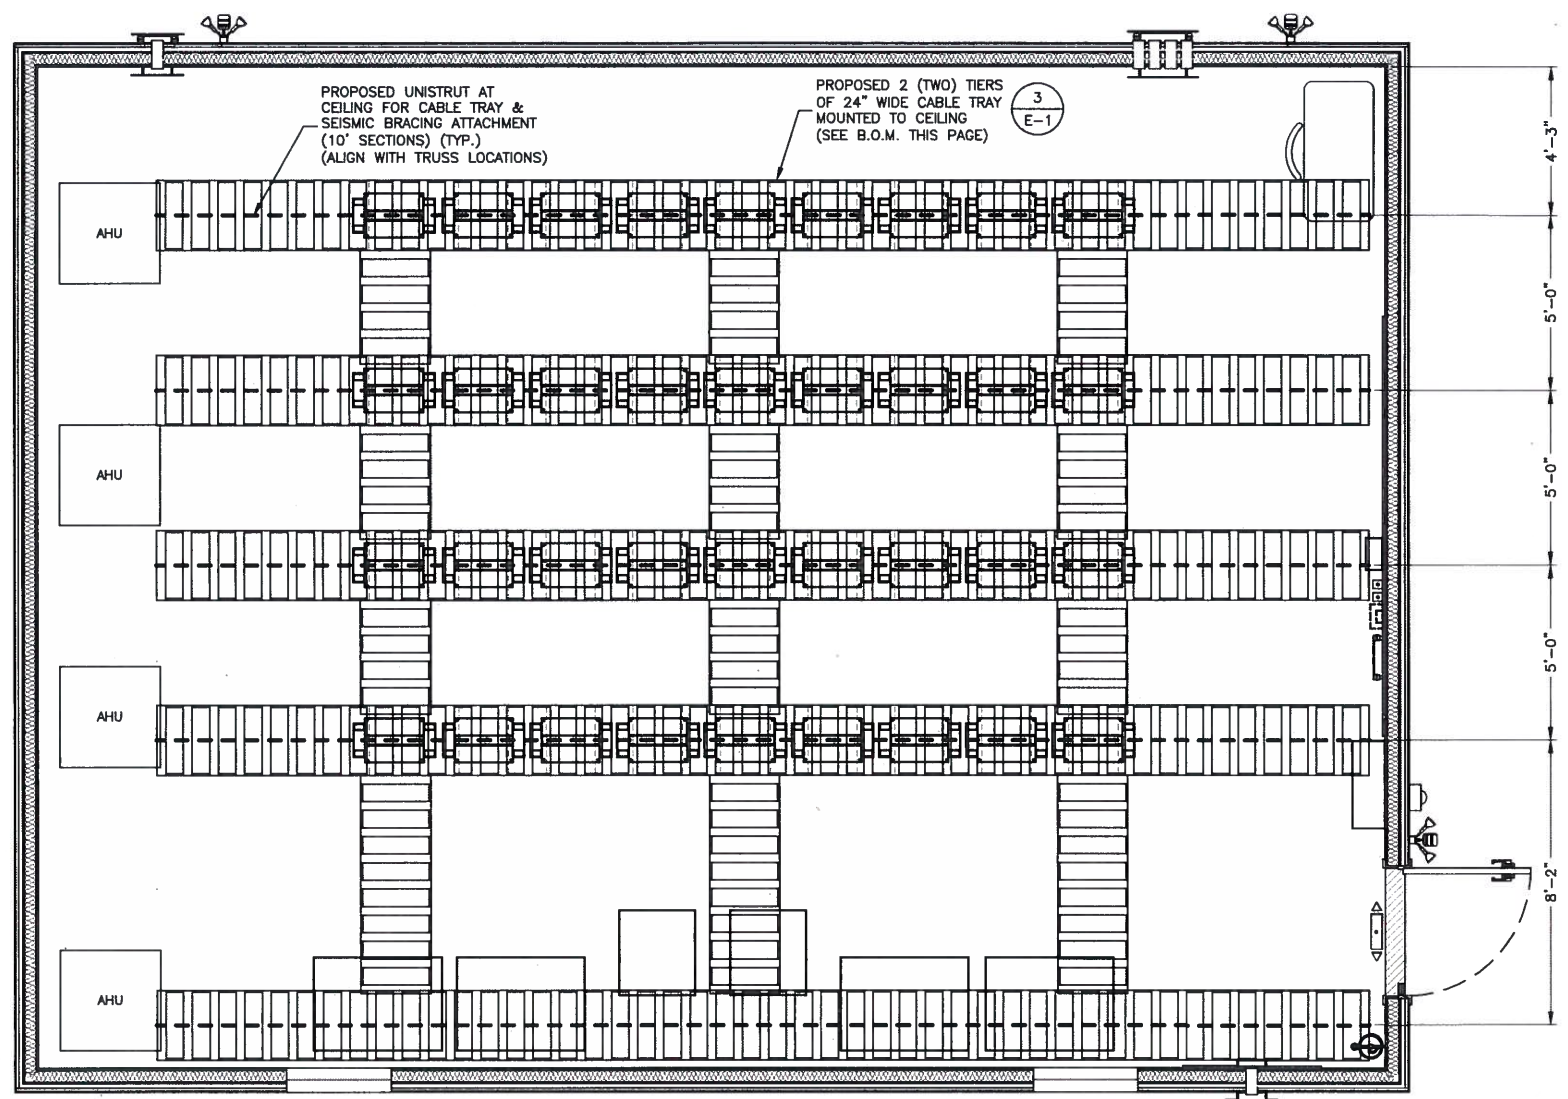 PROPOSED UNISTRUT AT
CEILING FOR CABLE TRAY &
SEISMIC BRACING ATTACHMENT
(10' SECTIONS) (TYP.)
(ALIGN WITH TRUSS LOCATIONS)
PROPOSED 2 (TWO) TIERS
OF 24" WIDE CABLE TRAY
MOUNTED TO CEILING
(SEE B.O.M. THIS PAGE)
3
E-1
4'-3"
AHU
5'-0"
AHU
5'-0"
5'-0"
AHU
8'-2"
AHU